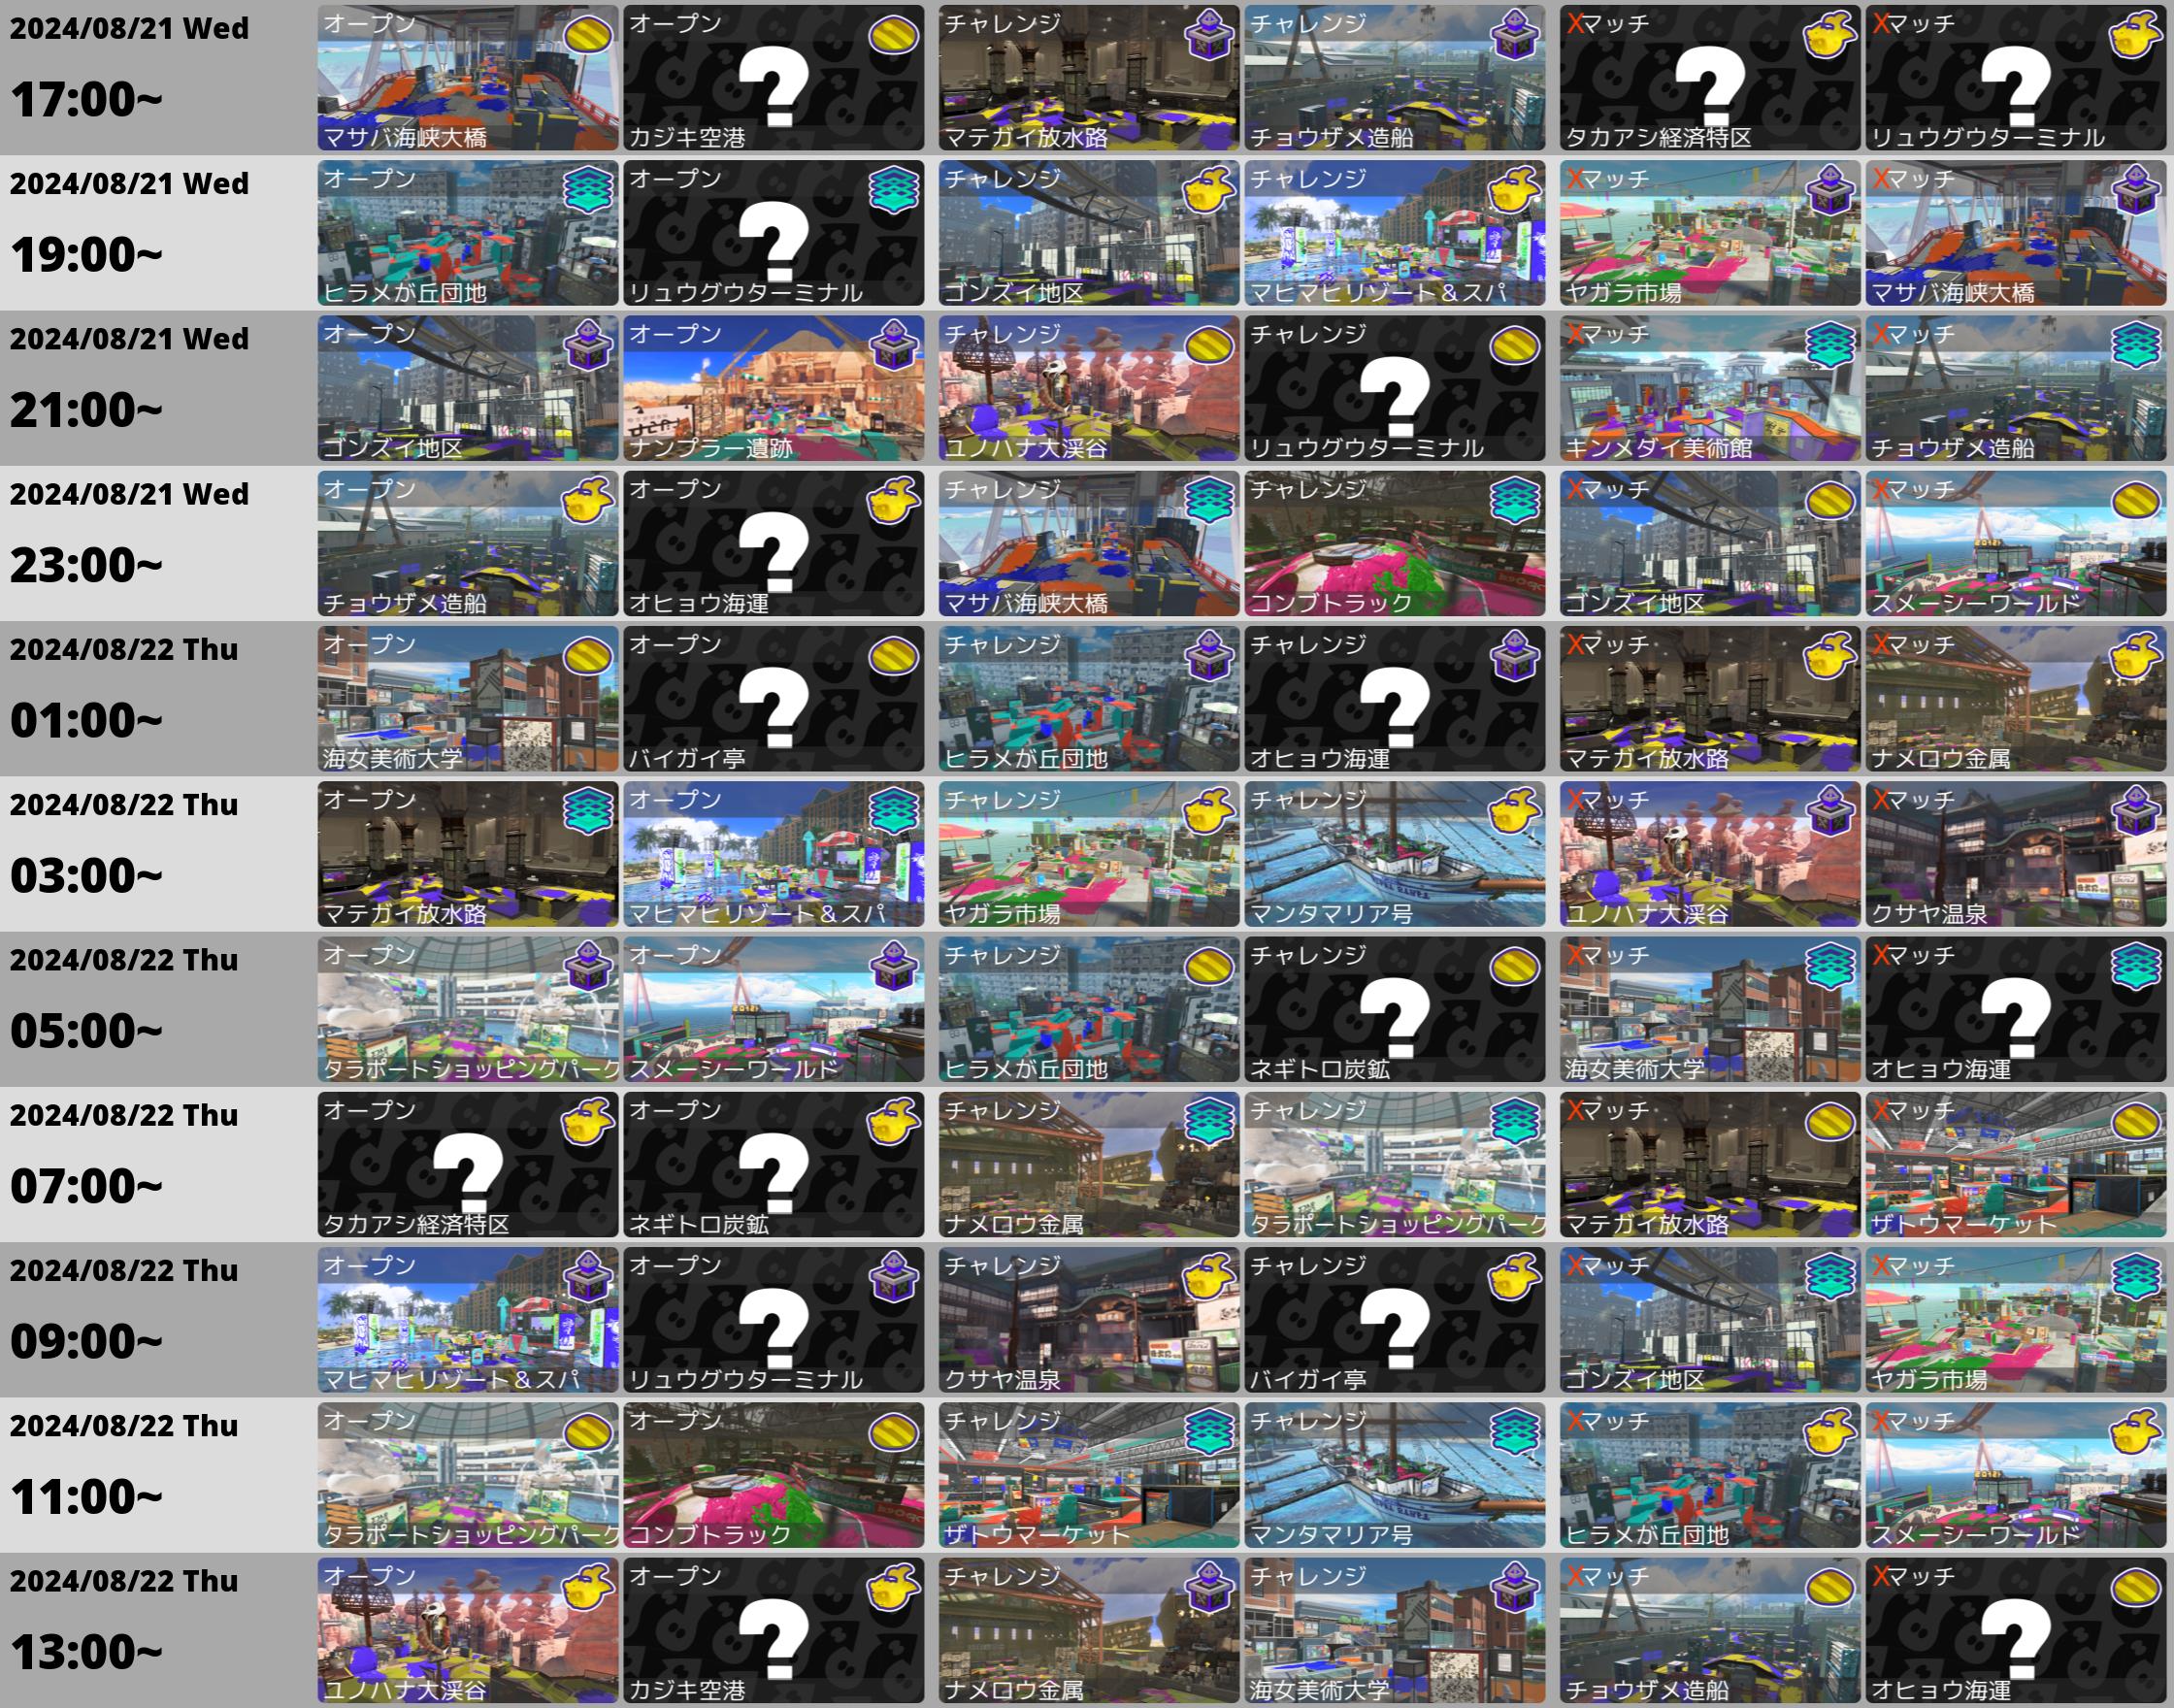 2024/08/21 Wed
17:00~
オープン
マサバ海峡大橋
オープン
カジキ空港
チャレンジ
マテガイ放水路
チャレンジ
チョウザメ造船
Xマッチ
タカアシ経済特区
Xマッチ
リュウグウターミナル
2024/08/21 Wed
19:00~
オープン
ヒラメが丘団地
オープン
リュウグウターミナル
チャレンジ
ゴンズイ地区
チャレンジ
マヒマヒリゾート＆スパ
Xマッチ
ヤガラ市場
Xマッチ
マサバ海峡大橋
2024/08/21 Wed
21:00~
オープン
ゴンズイ地区
オープン
ナンプラー遺跡
チャレンジ
ユノハナ大渓谷
チャレンジ
リュウグウターミナル
Xマッチ
キンメダイ美術館
Xマッチ
チョウザメ造船
2024/08/21 Wed
23:00~
オープン
チョウザメ造船
オープン
オヒョウ海運
チャレンジ
マサバ海峡大橋
チャレンジ
コンブトラック
Xマッチ
ゴンズイ地区
Xマッチ
スメーシーワールド
2024/08/22 Thu
01:00~
オープン
海女美術大学
オープン
バイガイ亭
チャレンジ
ヒラメが丘団地
チャレンジ
オヒョウ海運
Xマッチ
マテガイ放水路
Xマッチ
ナメロウ金属
2024/08/22 Thu
03:00~
オープン
マテガイ放水路
オープン
マヒマヒリゾート＆スパ
チャレンジ
ヤガラ市場
チャレンジ
マンタマリア号
Xマッチ
ユノハナ大渓谷
Xマッチ
クサヤ温泉
2024/08/22 Thu
05:00~
オープン
タラポートショッピングパーク
オープン
スメーシーワールド
チャレンジ
ヒラメが丘団地
チャレンジ
ネギトロ炭鉱
Xマッチ
海女美術大学
Xマッチ
オヒョウ海運
2024/08/22 Thu
07:00~
オープン
タカアシ経済特区
オープン
ネギトロ炭鉱
チャレンジ
ナメロウ金属
チャレンジ
タラポートショッピングパーク
Xマッチ
マテガイ放水路
Xマッチ
ザトウマーケット
2024/08/22 Thu
09:00~
オープン
マヒマヒリゾート＆スパ
オープン
リュウグウターミナル
チャレンジ
クサヤ温泉
チャレンジ
バイガイ亭
Xマッチ
ゴンズイ地区
Xマッチ
ヤガラ市場
2024/08/22 Thu
11:00~
オープン
タラポートショッピングパーク
オープン
コンブトラック
チャレンジ
ザトウマーケット
チャレンジ
マンタマリア号
Xマッチ
ヒラメが丘団地
Xマッチ
スメーシーワールド
2024/08/22 Thu
13:00~
オープン
ユノハナ大渓谷
オープン
カジキ空港
チャレンジ
ナメロウ金属
チャレンジ
海女美術大学
Xマッチ
チョウザメ造船
Xマッチ
オヒョウ海運